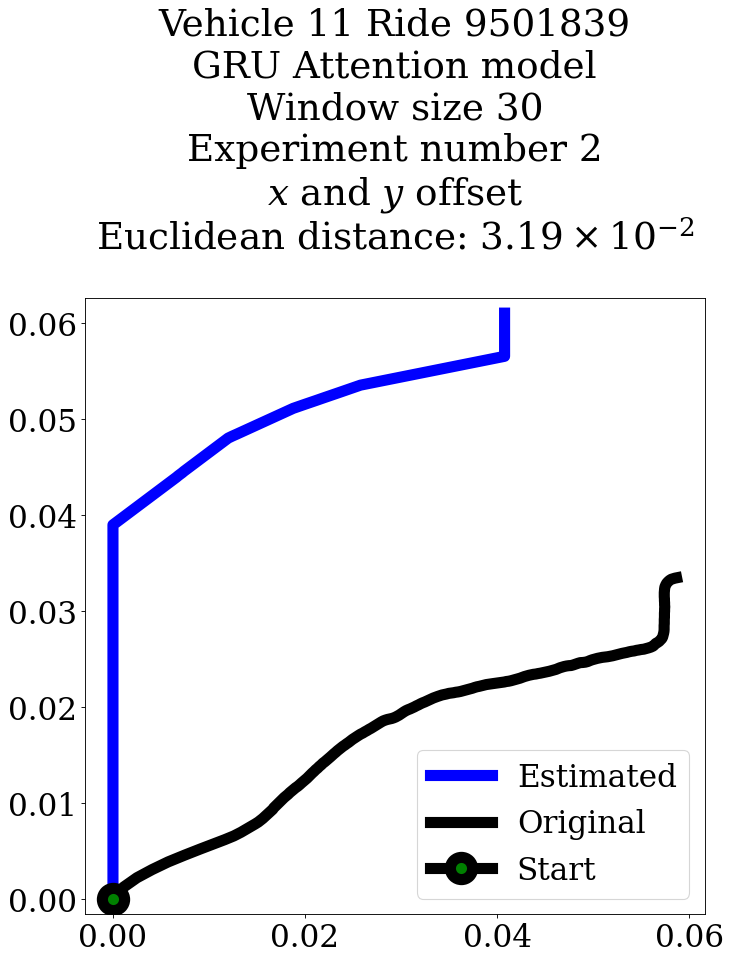 Vehicle 11 Ride 9501839
GRU Attention model
Window size 30
Experiment number 2
x and y offset
Euclidean distance: 3.19 × 10⁻²
0.06
0.05
0.04
0.03
0.02
0.01
0.00
Estimated
Original
Start
0.00 0.02 0.04 0.06